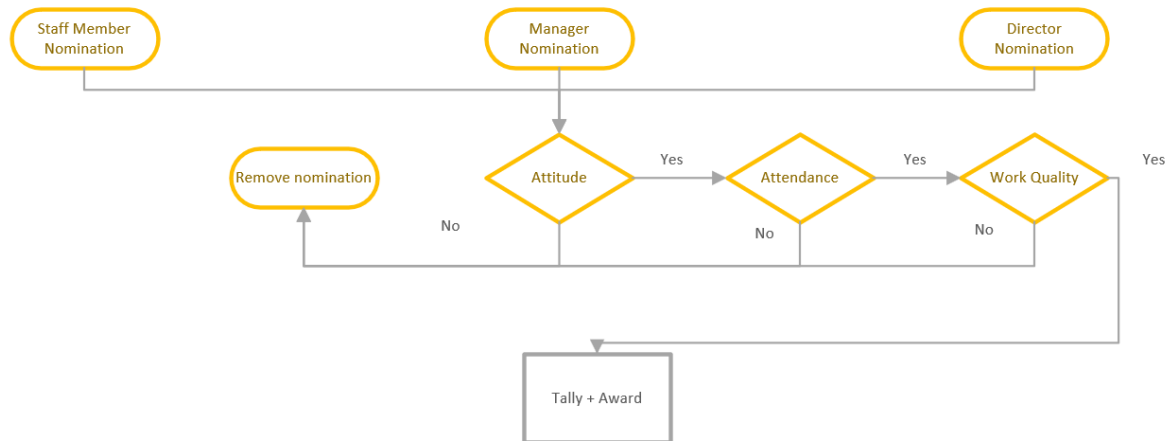 Staff Member
Nomination
Manager
Nomination
Director
Nomination
Remove nomination
Attitude
Yes
Attendance
Yes
Work Quality
Yes
No
No
No
Tally + Award